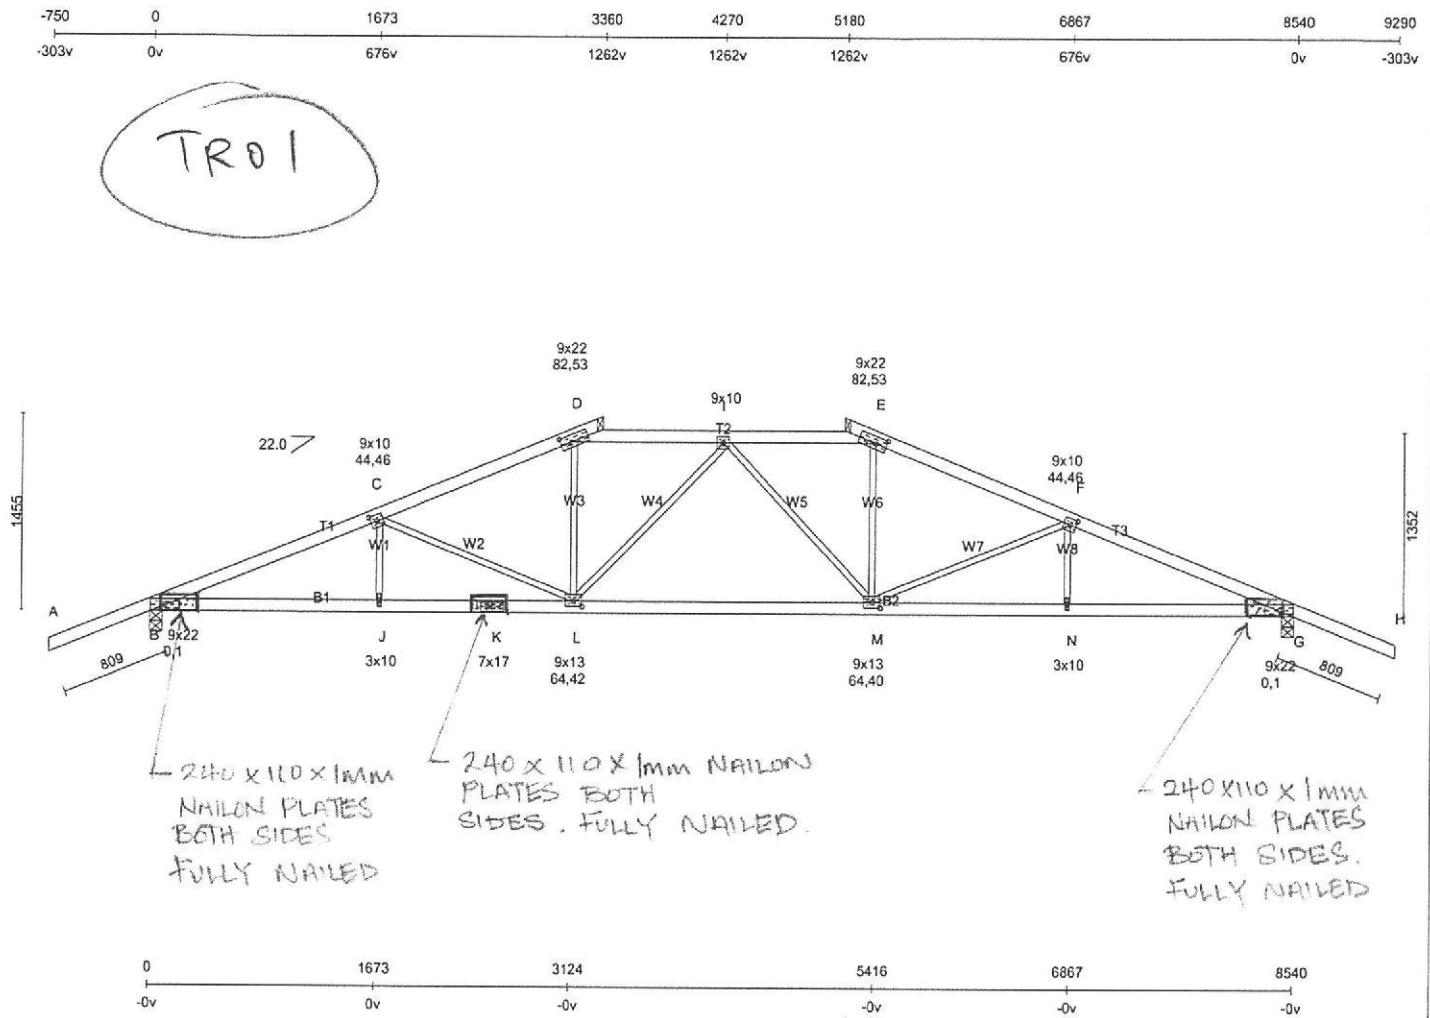 -750 0 1673 3360 4270 5180 6867 8540 9290
-303v 0v 676v 1262v 1262v 1262v 676v 0v -303v
TR01
9x22
82,53
9x22
82,53
D
9x10
I
E
T2
22.0
9x10
44,46
9x10
44,46
C
F
1455
1352
W3
W4
W5
W6
T1
T3
W1
W2
W7
W8
A
B1
B2
H
B
9x22
0,1
J
K
L
M
N
G
3x10
7x17
9x13
64,42
9x13
64,40
3x10
9x22
0,1
809
809
240 x 110 x 1mm
NAILON PLATES
BOTH SIDES
FULLY NAILED
240 x 110 x 1mm NAILON
PLATES BOTH
SIDES. FULLY NAILED.
240x110 x 1mm
NAILON PLATES
BOTH SIDES.
FULLY NAILED
0 1673 3124 5416 6867 8540
-0v 0v -0v -0v -0v -0v